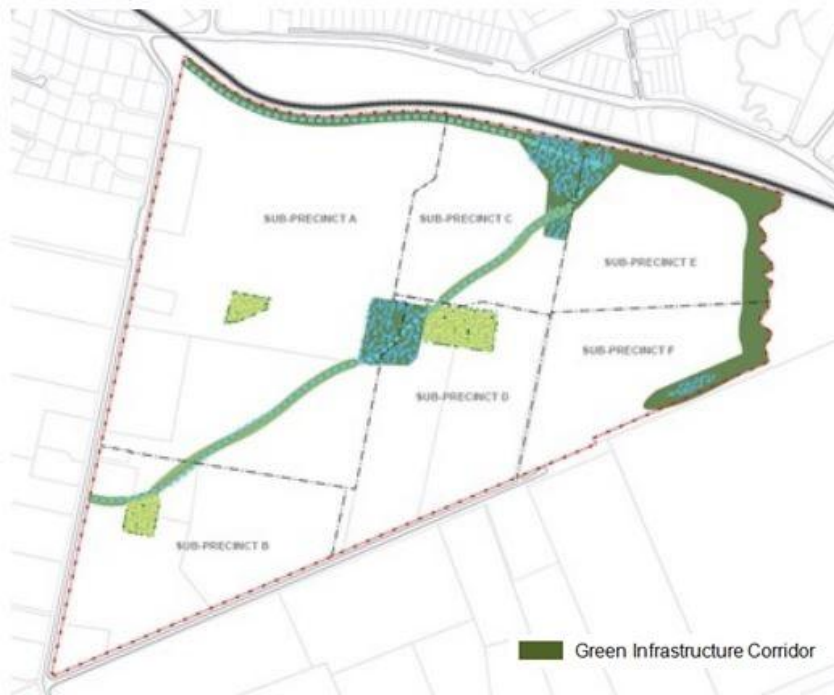 SUB-PRECINCT A
SUB-PRECINCT C
SUB-PRECINCT E
SUB-PRECINCT F
SUB-PRECINCT D
SUB-PRECINCT B
Green Infrastructure Corridor